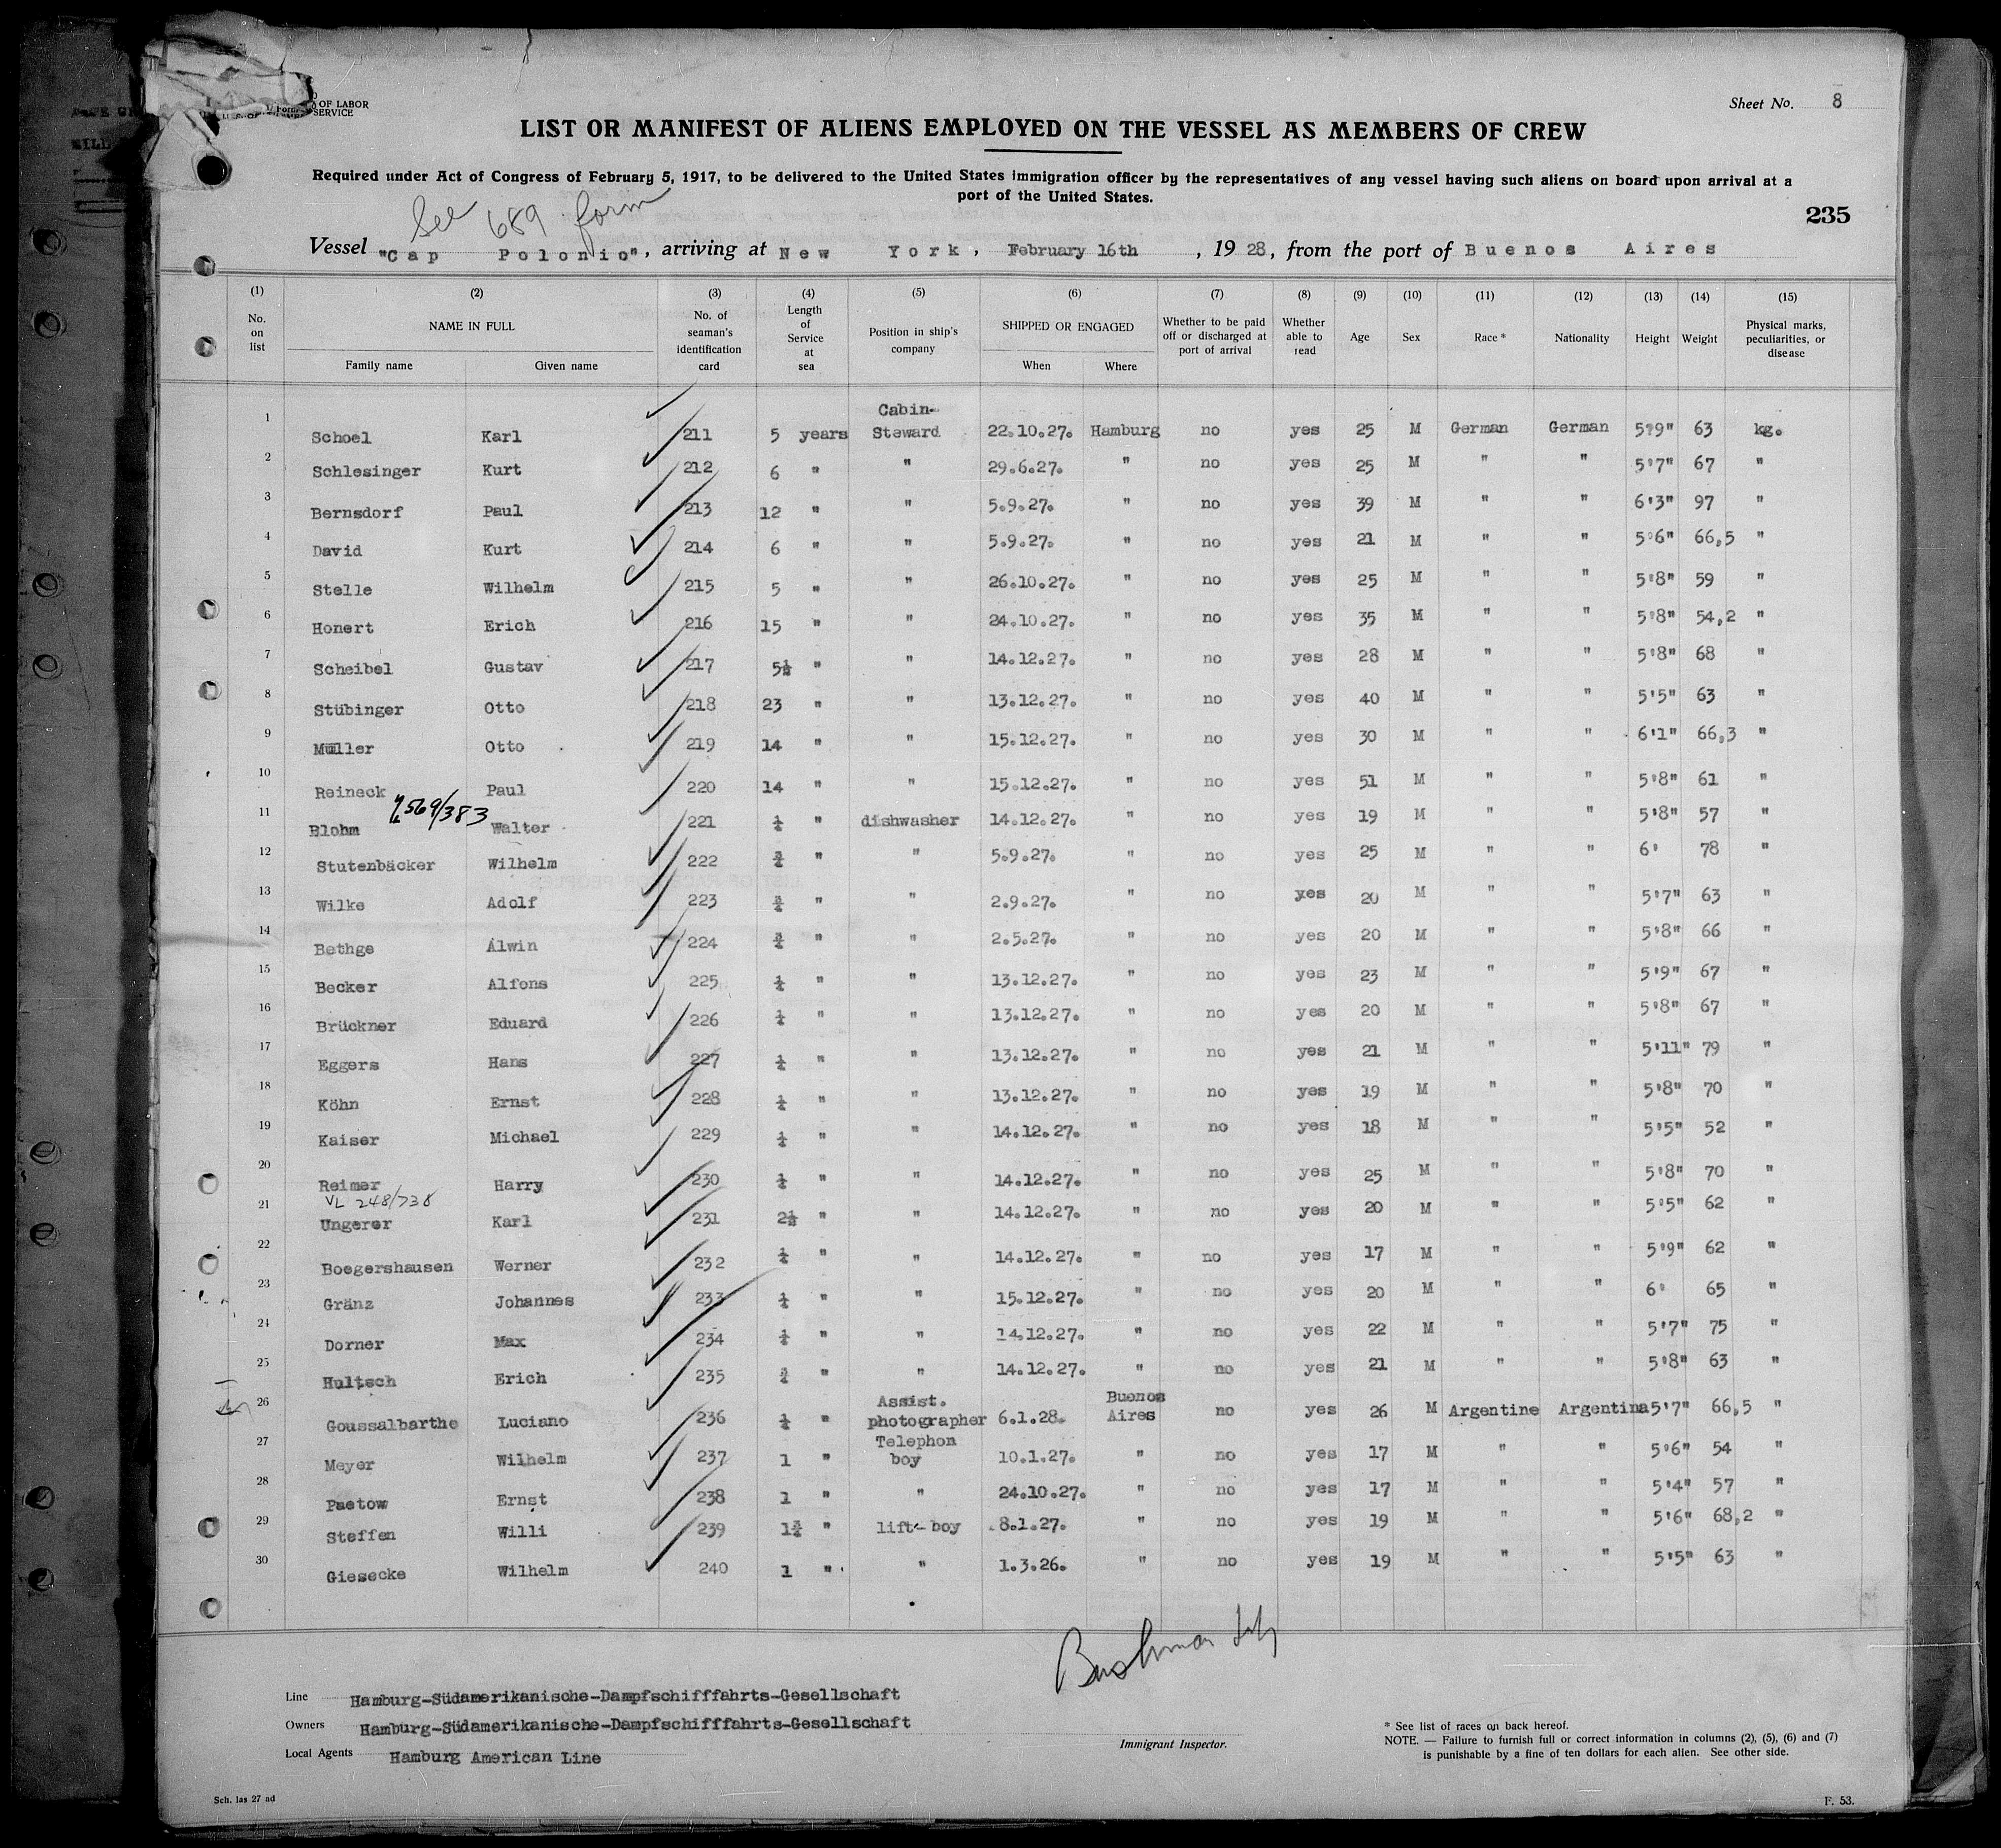 OF LABOR
SERVICE
Sheet No. 8
LIST OR MANIFEST OF ALIENS EMPLOYED ON THE VESSEL AS MEMBERS OF CREW
Required under Act of Congress of February 5, 1917, to be delivered to the United States immigration officer by the representatives of any vessel having such aliens on board upon arrival at a
port of the United States.
See 689 form
235
Vessel "Cap Polonio", arriving at New York, February 16th, 1928, from the port of Buenos Aires
(1) (2) (3) (4) (5) (6) (7) (8) (9) (10) (11) (12) (13) (14) (15)
No. on list NAME IN FULL Family name Given name No. of seaman's identification card Length of Service at sea Position in ship's company SHIPPED OR ENGAGED When Where Whether to be paid off or discharged at port of arrival Whether able to read Age Sex Race* Nationality Height Weight Physical marks, peculiarities, or disease
1 Schoel Karl 211 5 years Cabin-Steward 22.10.27. Hamburg no yes 25 M German German 5'9" 63 kg.
2 Schlesinger Kurt 212 6 " " 29.6.27. " no yes 25 M " " 5'7" 67 "
3 Bernsdorf Paul 213 12 " " 5.9.27. " no yes 39 M " " 6'3" 97 "
4 David Kurt 214 6 " " 5.9.27. " no yes 21 M " " 5'6" 66,5 "
5 Stelle Wilhelm 215 5 " " 26.10.27. " no yes 25 M " " 5'8" 59 "
6 Honert Erich 216 15 " " 24.10.27. " no yes 35 M " " 5'8" 54,2 "
7 Scheibel Gustav 217 5½ " " 14.12.27. " no yes 28 M " " 5'8" 68 "
8 Stübinger Otto 218 23 " " 13.12.27. " no yes 40 M " " 5'5" 63 "
9 Müller Otto 219 14 " " 15.12.27. " no yes 30 M " " 6'1" 66,3 "
10 Reineck Paul 220 14 " " 15.12.27. " no yes 51 M " " 5'8" 61 "
569/383
11 Blohm Walter 221 ¼ " dishwasher 14.12.27. " no yes 19 M " " 5'8" 57 "
12 Stutenbäcker Wilhelm 222 ¾ " " 5.9.27. " no yes 25 M " " 6' 78 "
13 Wilke Adolf 223 ¾ " " 2.9.27. " no yes 20 M " " 5'7" 63 "
14 Bethge Alwin 224 ¾ " " 2.5.27. " no yes 20 M " " 5'8" 66 "
15 Becker Alfons 225 ¼ " " 13.12.27. " no yes 23 M " " 5'9" 67 "
16 Brückner Eduard 226 ¼ " " 13.12.27. " no yes 20 M " " 5'8" 67 "
17 Eggers Hans 227 ¼ " " 13.12.27. " no yes 21 M " " 5'11" 79 "
18 Köhn Ernst 228 ¼ " " 13.12.27. " no yes 19 M " " 5'8" 70 "
19 Kaiser Michael 229 ¼ " " 14.12.27. " no yes 18 M " " 5'5" 52 "
20 Reimer Harry 230 ¼ " " 14.12.27. " no yes 25 M " " 5'8" 70 "
VL 248/738
21 Ungerer Karl 231 2½ " " 14.12.27. " no yes 20 M " " 5'5" 62 "
22 Boegershausen Werner 232 ¼ " " 14.12.27. " no yes 17 M " " 5'9" 62 "
23 Gränz Johannes 233 ¼ " " 15.12.27. " no yes 20 M " " 6' 65 "
24 Dorner Max 234 ¼ " " 14.12.27. " no yes 22 M " " 5'7" 75 "
25 Hultsch Erich 235 " " 14.12.27. " no yes 21 M " " 5'8" 63 "
26 Goussalbarthe Luciano 236 ¼ " Assist. photographer 6.1.28. Buenos Aires no yes 26 M Argentine Argentina 5'7" 66,5 "
27 Meyer Wilhelm 237 1 " Telephon boy 10.1.27. " no yes 17 M " " 5'6" 54 "
28 Paetow Ernst 238 1 " " 24.10.27. " no yes 17 M " " 5'4" 57 "
29 Steffen Willi 239 1¾ " lift-boy 8.1.27. " no yes 19 M " " 5'6" 68,2 "
30 Giesecke Wilhelm 240 1 " " 1.3.26. " no yes 19 M " " 5'5" 63 "
Line Hamburg-Südamerikanische-Dampfschifffahrts-Gesellschaft
Owners Hamburg-Südamerikanische-Dampfschifffahrts-Gesellschaft
Local Agents Hamburg American Line
Immigrant Inspector.
* See list of races on back hereof.
NOTE. — Failure to furnish full or correct information in columns (2), (5), (6) and (7)
is punishable by a fine of ten dollars for each alien. See other side.
Sch. las 27 ad
F. 53.